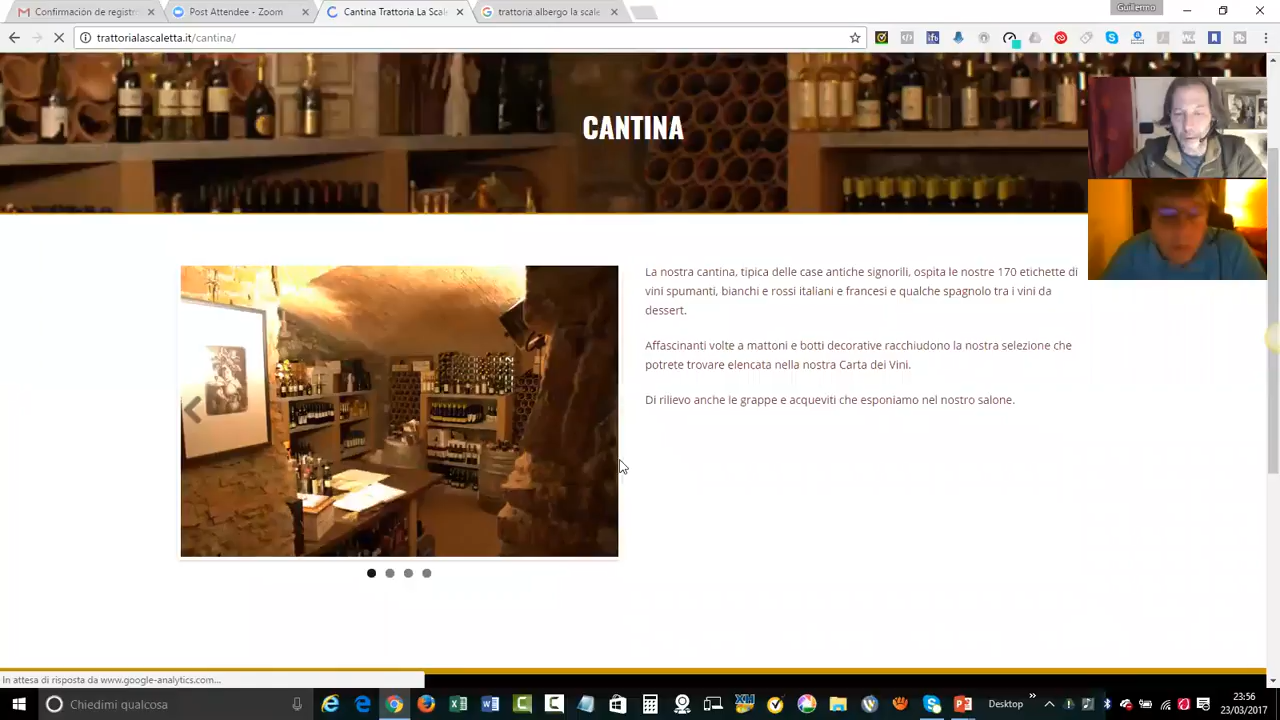 Confirmación de registr
Post Attendee - Zoom
Cantina Trattoria La Scale
trattoria albergo la scale
Guillermo
trattorialascaletta.it/cantina/
CANTINA
La nostra cantina, tipica delle case antiche signorili, ospita le nostre 170 etichette di
vini spumanti, bianchi e rossi italiani e francesi e qualche spagnolo tra i vini da
dessert.
Affascinanti volte a mattoni e botti decorative racchiudono la nostra selezione che
potrete trovare elencata nella nostra Carta dei Vini.
Di rilievo anche le grappe e acqueviti che esponiamo nel nostro salone.
In attesa di risposta da www.google-analytics.com...
Chiedimi qualcosa
Desktop
23:56
23/03/2017